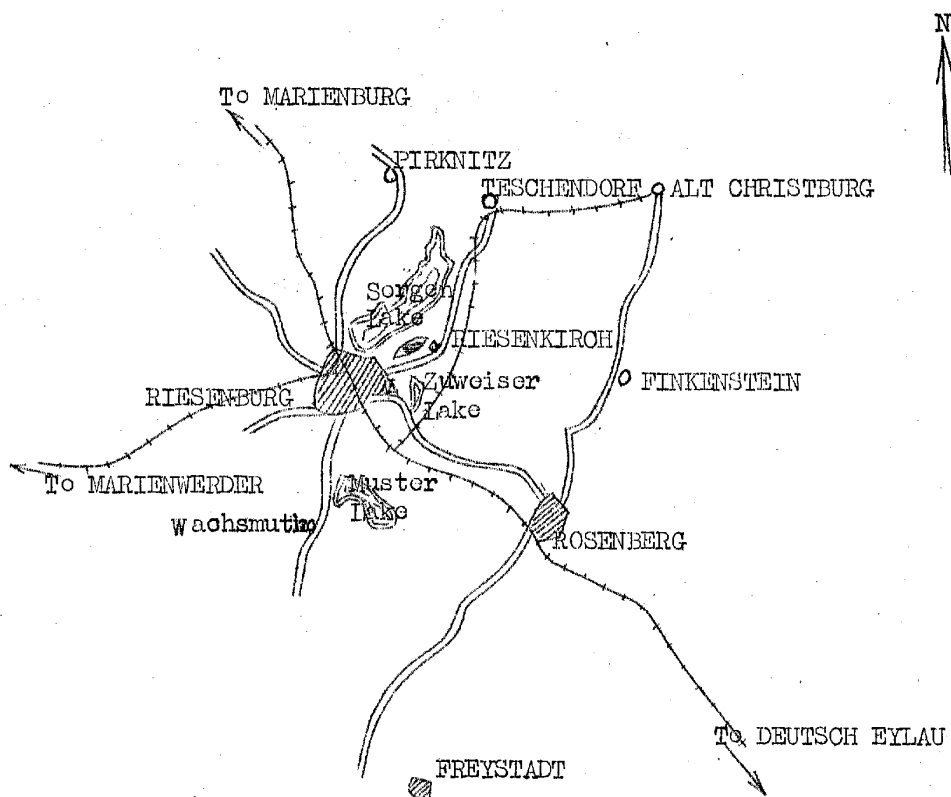 N
To MARIENBURG
PIRKNITZ
TESCHENDORF
ALT CHRISTBURG
Sorgen
Lake
RIESENKIRCH
RIESENBURG
Zuweiser
Lake
FINKENSTEIN
To MARIENWERDER
Muster
Lake
Wachsmuth
ROSENBERG
To DEUTSCH EYLAU
FREYSTADT